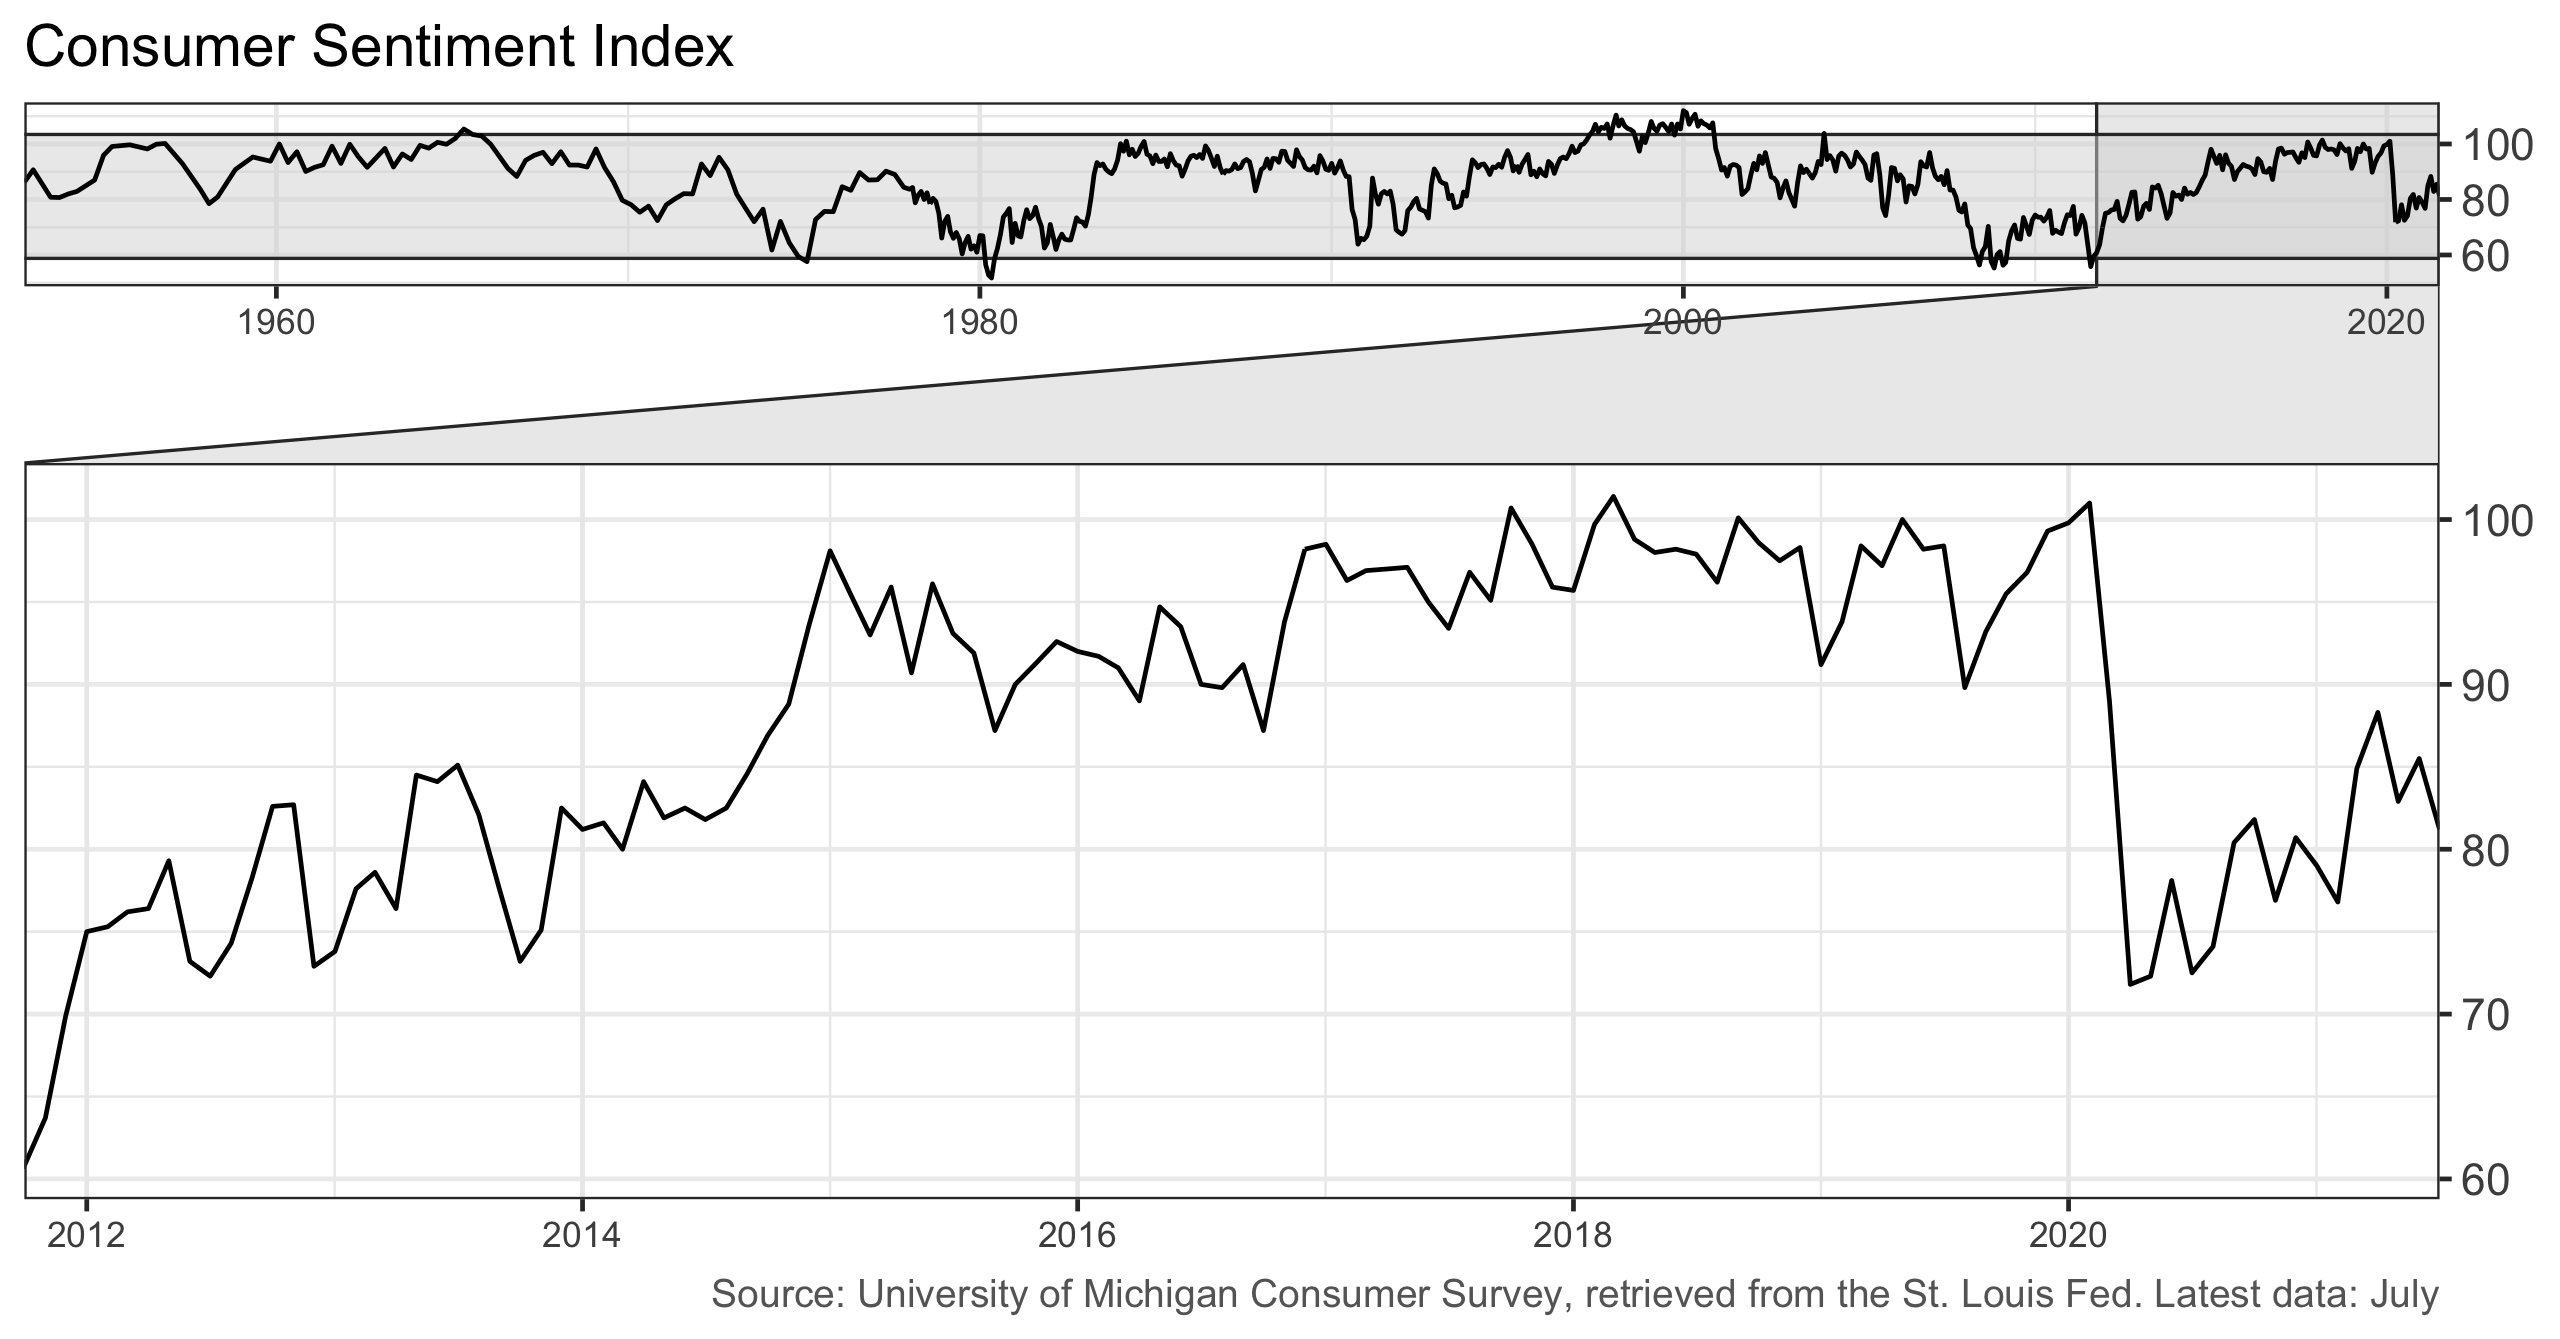 Consumer Sentiment Index
100
80
60
1960 1980 2000 2020
100
90
80
70
60
2012 2014 2016 2018 2020
Source: University of Michigan Consumer Survey, retrieved from the St. Louis Fed. Latest data: July